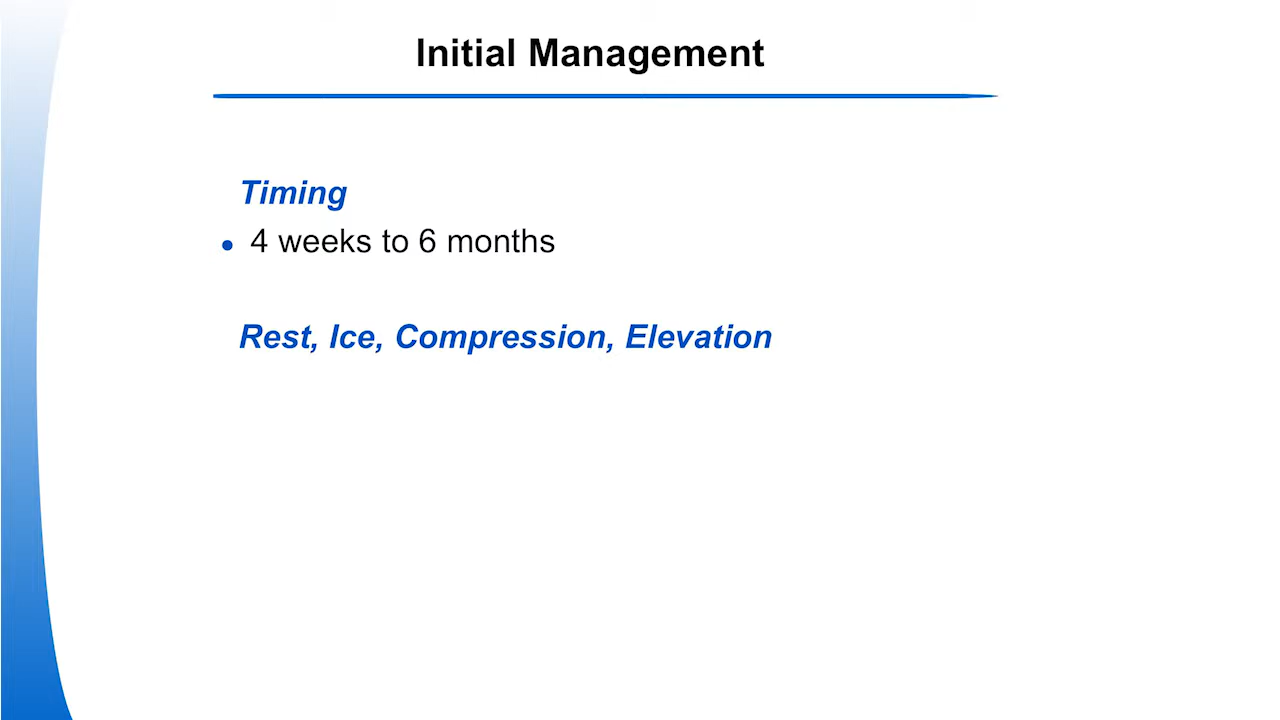 Initial Management
Timing
• 4 weeks to 6 months
Rest, Ice, Compression, Elevation